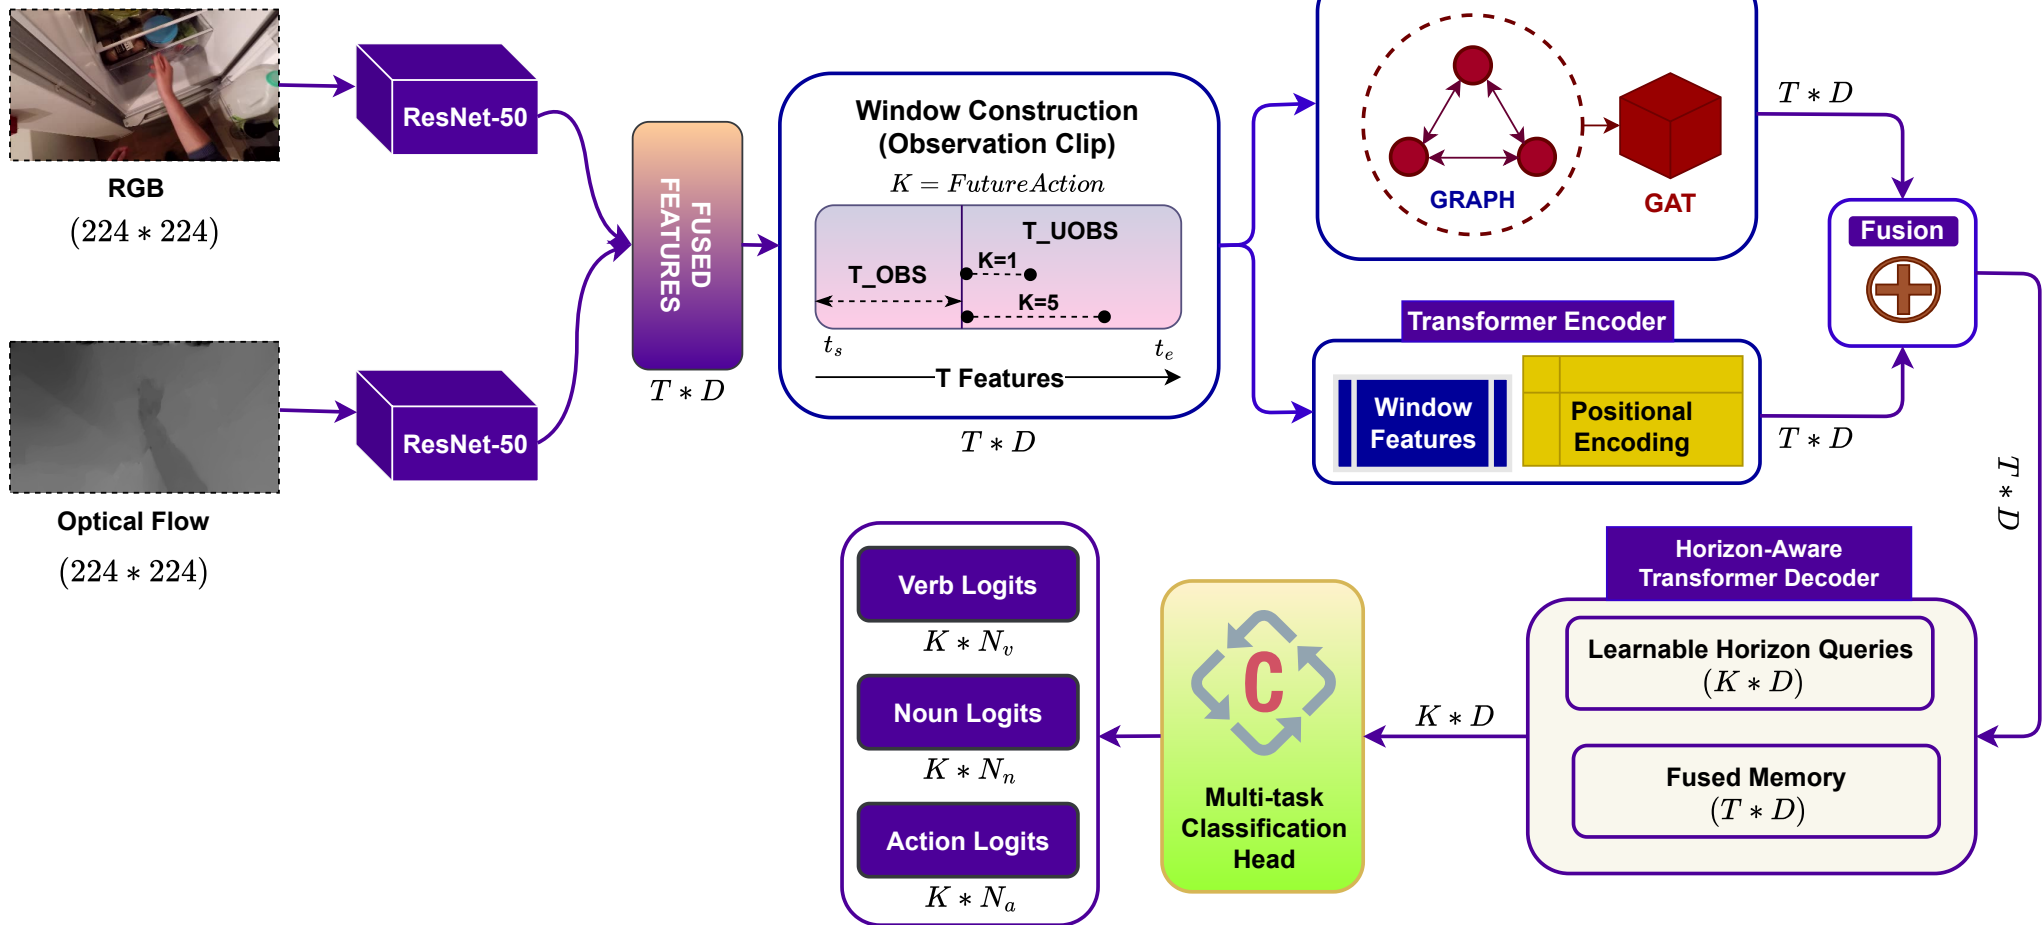 RGB
(224 * 224)
Optical Flow
(224 * 224)
ResNet-50
ResNet-50
FUSED
FEATURES
T * D
Window Construction
(Observation Clip)
K = FutureAction
T_OBS
T_UOBS
K=1
K=5
t_s
t_e
T Features
T * D
GRAPH
GAT
T * D
Transformer Encoder
Window
Features
Positional
Encoding
T * D
Fusion
T * D
Horizon-Aware
Transformer Decoder
Learnable Horizon Queries
(K * D)
Fused Memory
(T * D)
K * D
C
Multi-task
Classification
Head
Verb Logits
K * N_v
Noun Logits
K * N_n
Action Logits
K * N_a